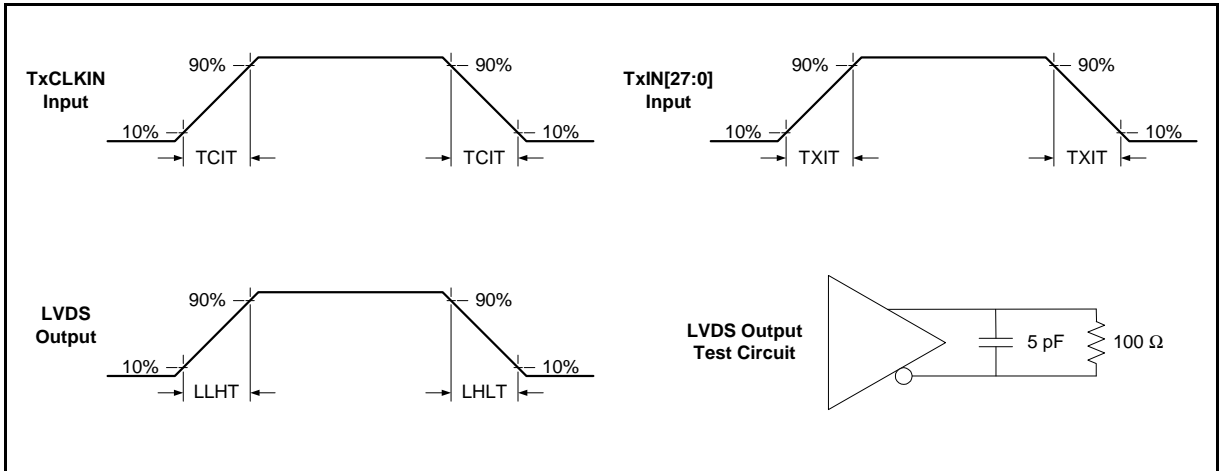 TxCLKIN
Input
90%
90%
10%
10%
TCIT
TCIT
TxIN[27:0]
Input
90%
90%
10%
10%
TXIT
TXIT
LVDS
Output
90%
90%
10%
10%
LLHT
LHLT
LVDS Output
Test Circuit
5 pF
100 Ω